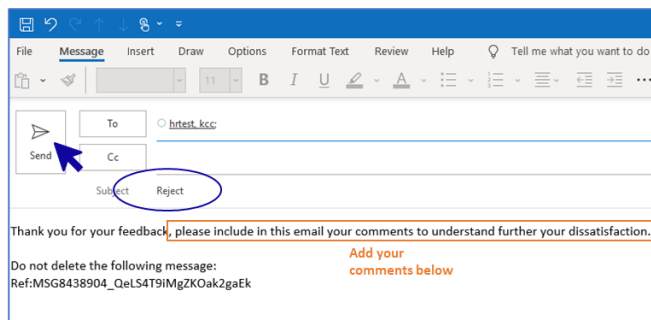 File Message Insert Draw Options Format Text Review Help Tell me what you want to do
11 B I U A
To hrtest, kcc;
Send
Cc
Subject Reject
Thank you for your feedback, please include in this email your comments to understand further your dissatisfaction.
Add your
comments below
Do not delete the following message:
Ref:MSG8438904_QeLS4T9iMgZKOak2gaEk